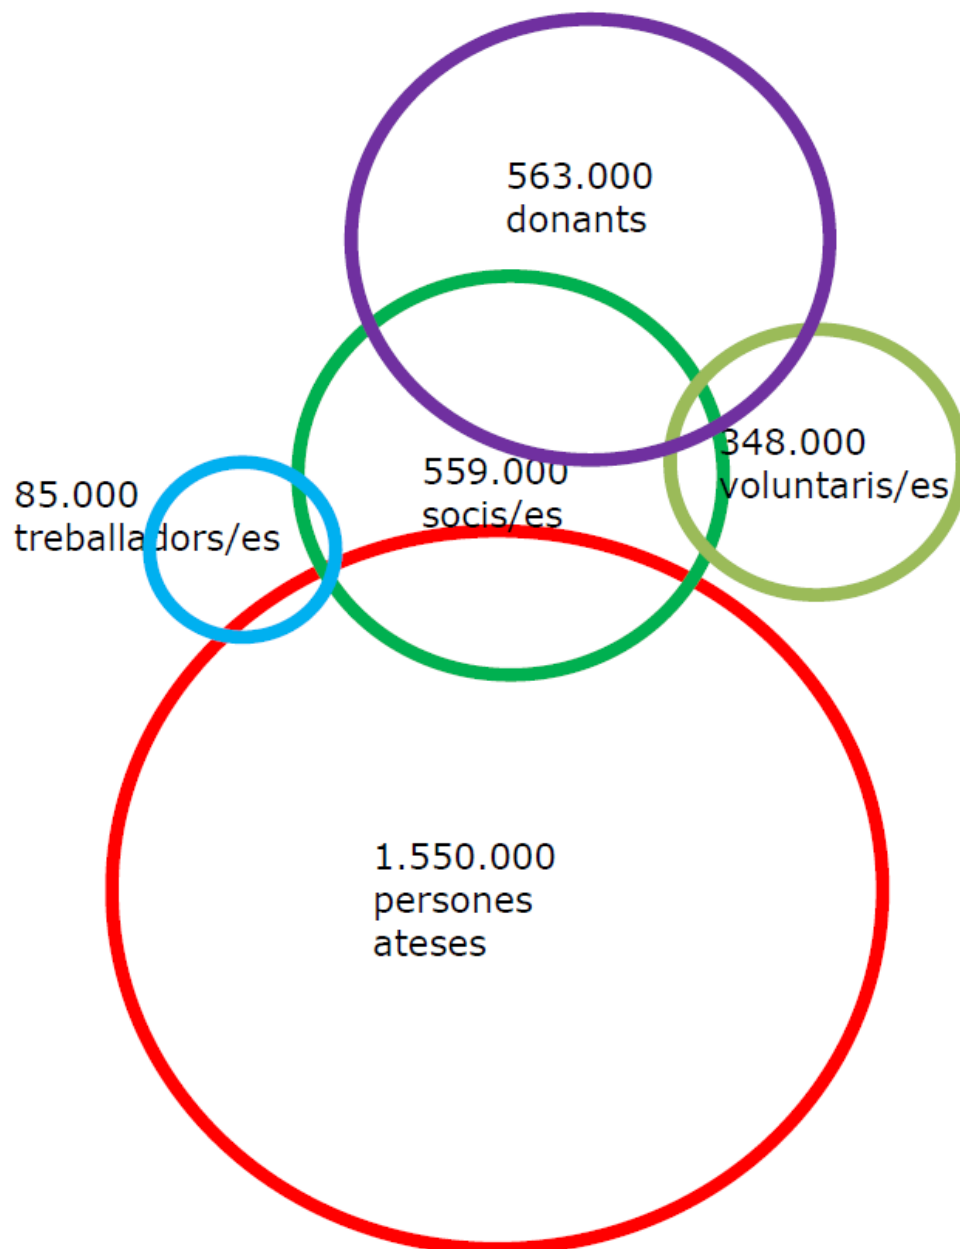 563.000
donants
348.000
voluntaris/es
559.000
socis/es
85.000
treballadors/es
1.550.000
persones
ateses